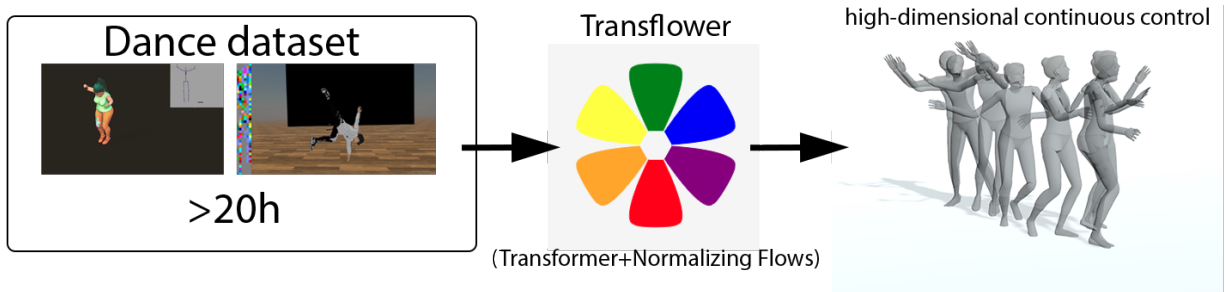 Dance dataset
>20h
Transflower
(Transformer+Normalizing Flows)
high-dimensional continuous control